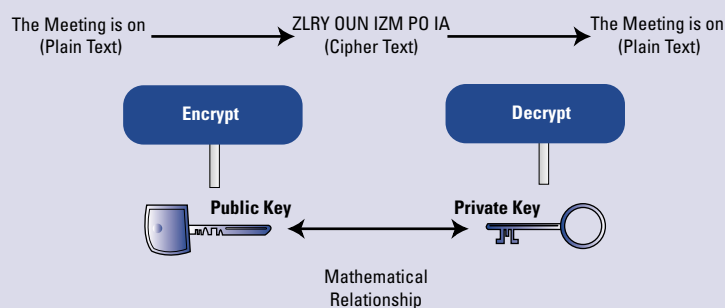 The Meeting is on
(Plain Text)
ZLRY OUN IZM PO IA
(Cipher Text)
The Meeting is on
(Plain Text)
Encrypt
Decrypt
Public Key
Private Key
Mathematical
Relationship